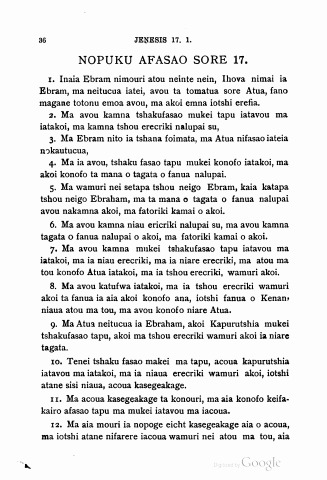 36 JENESIS 17. 1.
NOPUKU AFASAO SORE 17.
1. Inaia Ebram nimouri atou neinte nein, Ihova nimai ia
Ebram, ma neitucua iatei, avou ta tomatua sore Atua, fano
magane totonu emoa avou, ma akoi emna iotshi erefia.
2. Ma avou kamna tshakufasao mukei tapu iatavou ma
iatakoi, ma kamna tshou erecriki nalupai su,
3. Ma Ebram nito ia tshana foimata, ma Atua nifasao iateia
nokautucua,
4. Ma ia avou, tshaku fasao tapu mukei konofo iatakoi, ma
akoi konofo ta mana o tagata o fanua nalupai.
5. Ma wamuri nei setapa tshou neigo Ebram, kaia katapa
tshou neigo Ebraham, ma ta mana o tagata o fanua nalupai
avou nakamna akoi, ma fatoriki kamai o akoi.
6. Ma avou kamna niau ericriki nalupai su, ma avou kamna
tagata o fanua nalupai o akoi, ma fatoriki kamai o akoi.
7. Ma avou kamna mukei tshakufasao tapu iatavou ma
iatakoi, ma ia niau erecriki, ma ia niare erecriki, ma atou ma
tou konofo Atua iatakoi, ma ia tshou erecriki, wamuri akoi.
8. Ma avou katufwa iatakoi, ma ia tshou erecriki wamuri
akoi ta fanua ia aia akoi konofo ana, iotshi fanua o Kenan,
niaua atou ma tou, ma avou konofo niare Atua.
9. Ma Atua neitucua ia Ebraham, akoi Kapurutshia mukei
tshakufasao tapu, akoi ma tshou erecriki wamuri akoi ia niare
tagata.
10. Tenei tshaku fasao makei ma tapu, acoua kapurutshia
iatavou ma iatakoi, ma ia niaua erecriki wamuri akoi, iotshi
atane sisi niaua, acoua kasegeakage.
11. Ma acoua kasegeakage ta konouri, ma aia konofo keifa-
kairo afasao tapu ma mukei iatavou ma iacoua.
12. Ma aia mouri ia nopoge eicht kasegeakage aia o acoua,
ma iotshi atane nifarere iacoua wamuri nei atou ma tou, aia
Digitized by Google